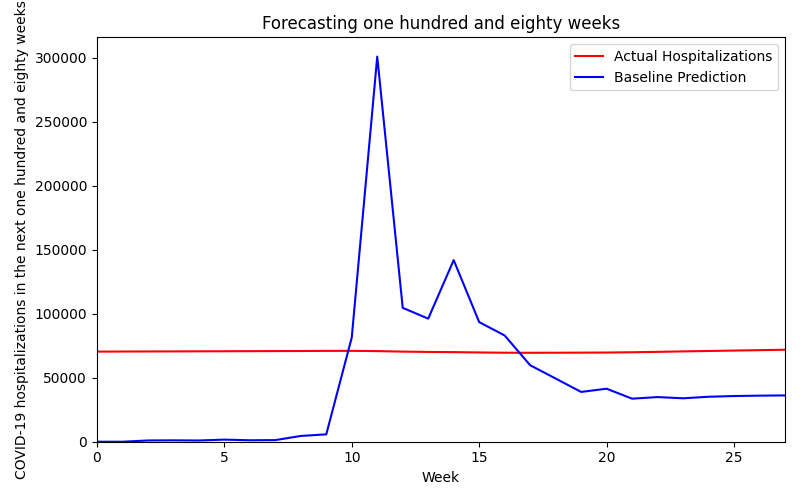 Forecasting one hundred and eighty weeks
COVID-19 hospitalizations in the next one hundred and eighty weeks
300000
250000
200000
150000
100000
50000
0
0 5 10 15 20 25
Week
Actual Hospitalizations
Baseline Prediction